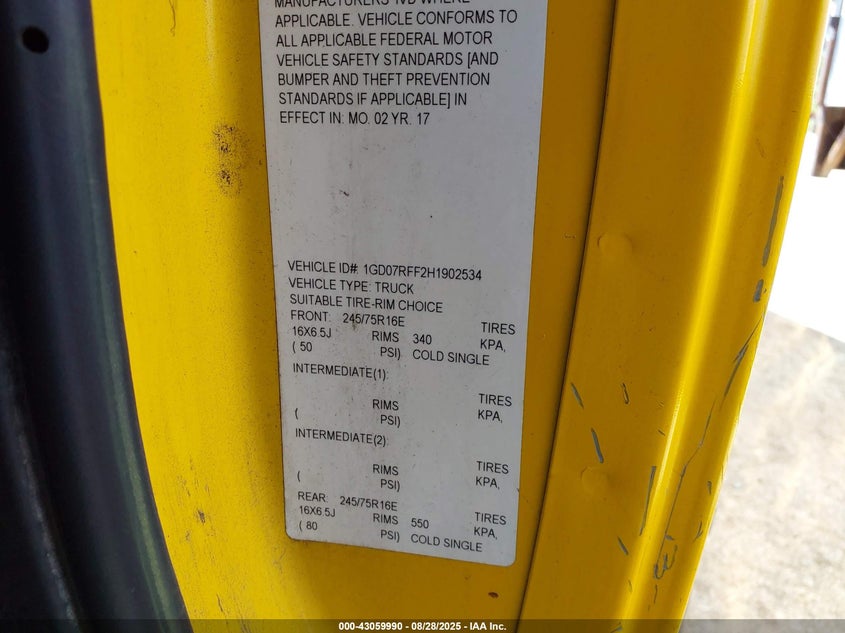 MANUFACTURERS' IVD WHERE
APPLICABLE. VEHICLE CONFORMS TO
ALL APPLICABLE FEDERAL MOTOR
VEHICLE SAFETY STANDARDS [AND
BUMPER AND THEFT PREVENTION
STANDARDS IF APPLICABLE] IN
EFFECT IN: MO. 02 YR. 17
VEHICLE ID#: 1GD07RFF2H1902534
VEHICLE TYPE: TRUCK
SUITABLE TIRE-RIM CHOICE
FRONT: 245/75R16E TIRES
16X6.5J RIMS 340 KPA,
( 50 PSI) COLD SINGLE
INTERMEDIATE(1):
TIRES
RIMS KPA,
( PSI)
INTERMEDIATE(2):
TIRES
RIMS KPA,
( PSI)
REAR: 245/75R16E TIRES
16X6.5J RIMS 550 KPA,
( 80 PSI) COLD SINGLE
000-43059990 - 08/28/2025 - IAA Inc.